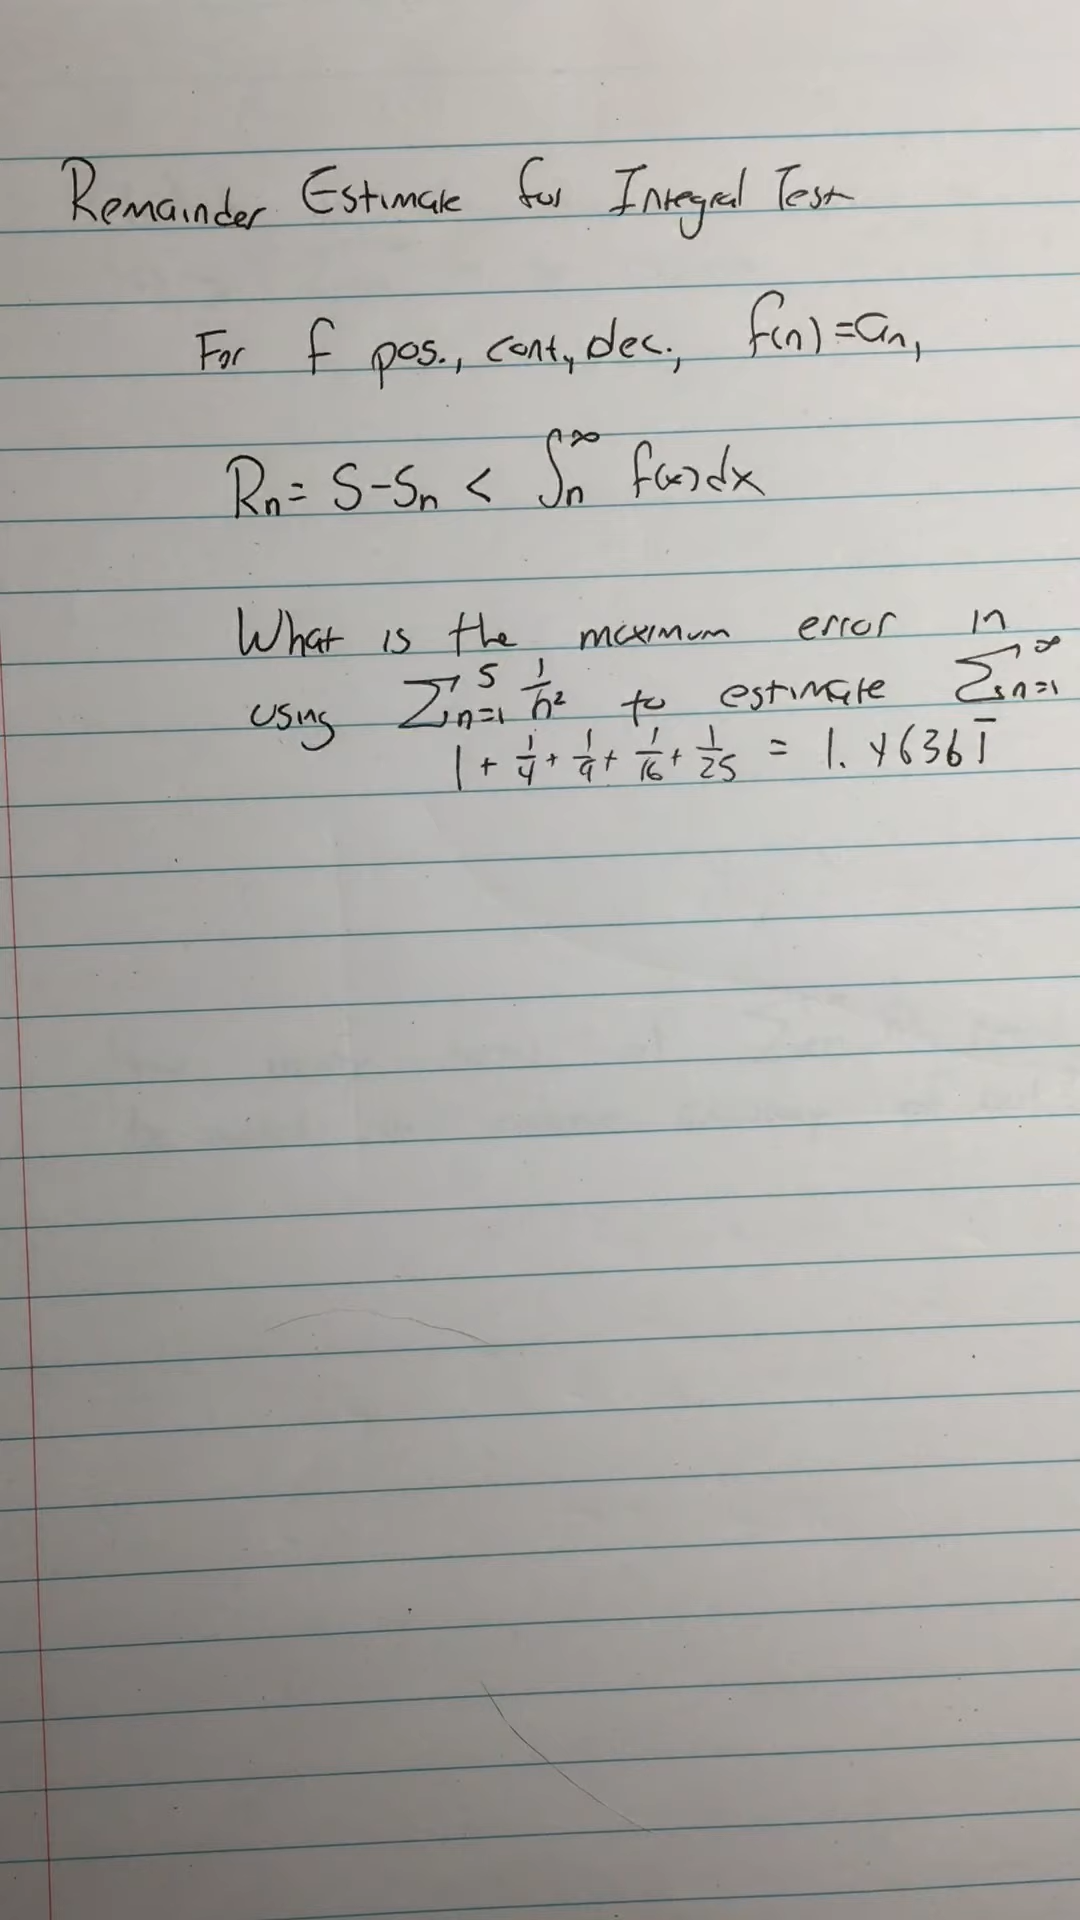 Remainder Estimate for Integral Test
For f pos., cont., dec., f(n)=aₙ,
Rₙ = S-Sₙ < ∫ₙ^∞ f(x)dx
What is the maximum error in
using ∑ₙ₌₁⁵ 1/n² to estimate ∑ₙ₌₁^∞
1 + 1/4 + 1/9 + 1/16 + 1/25 = 1.46361̅